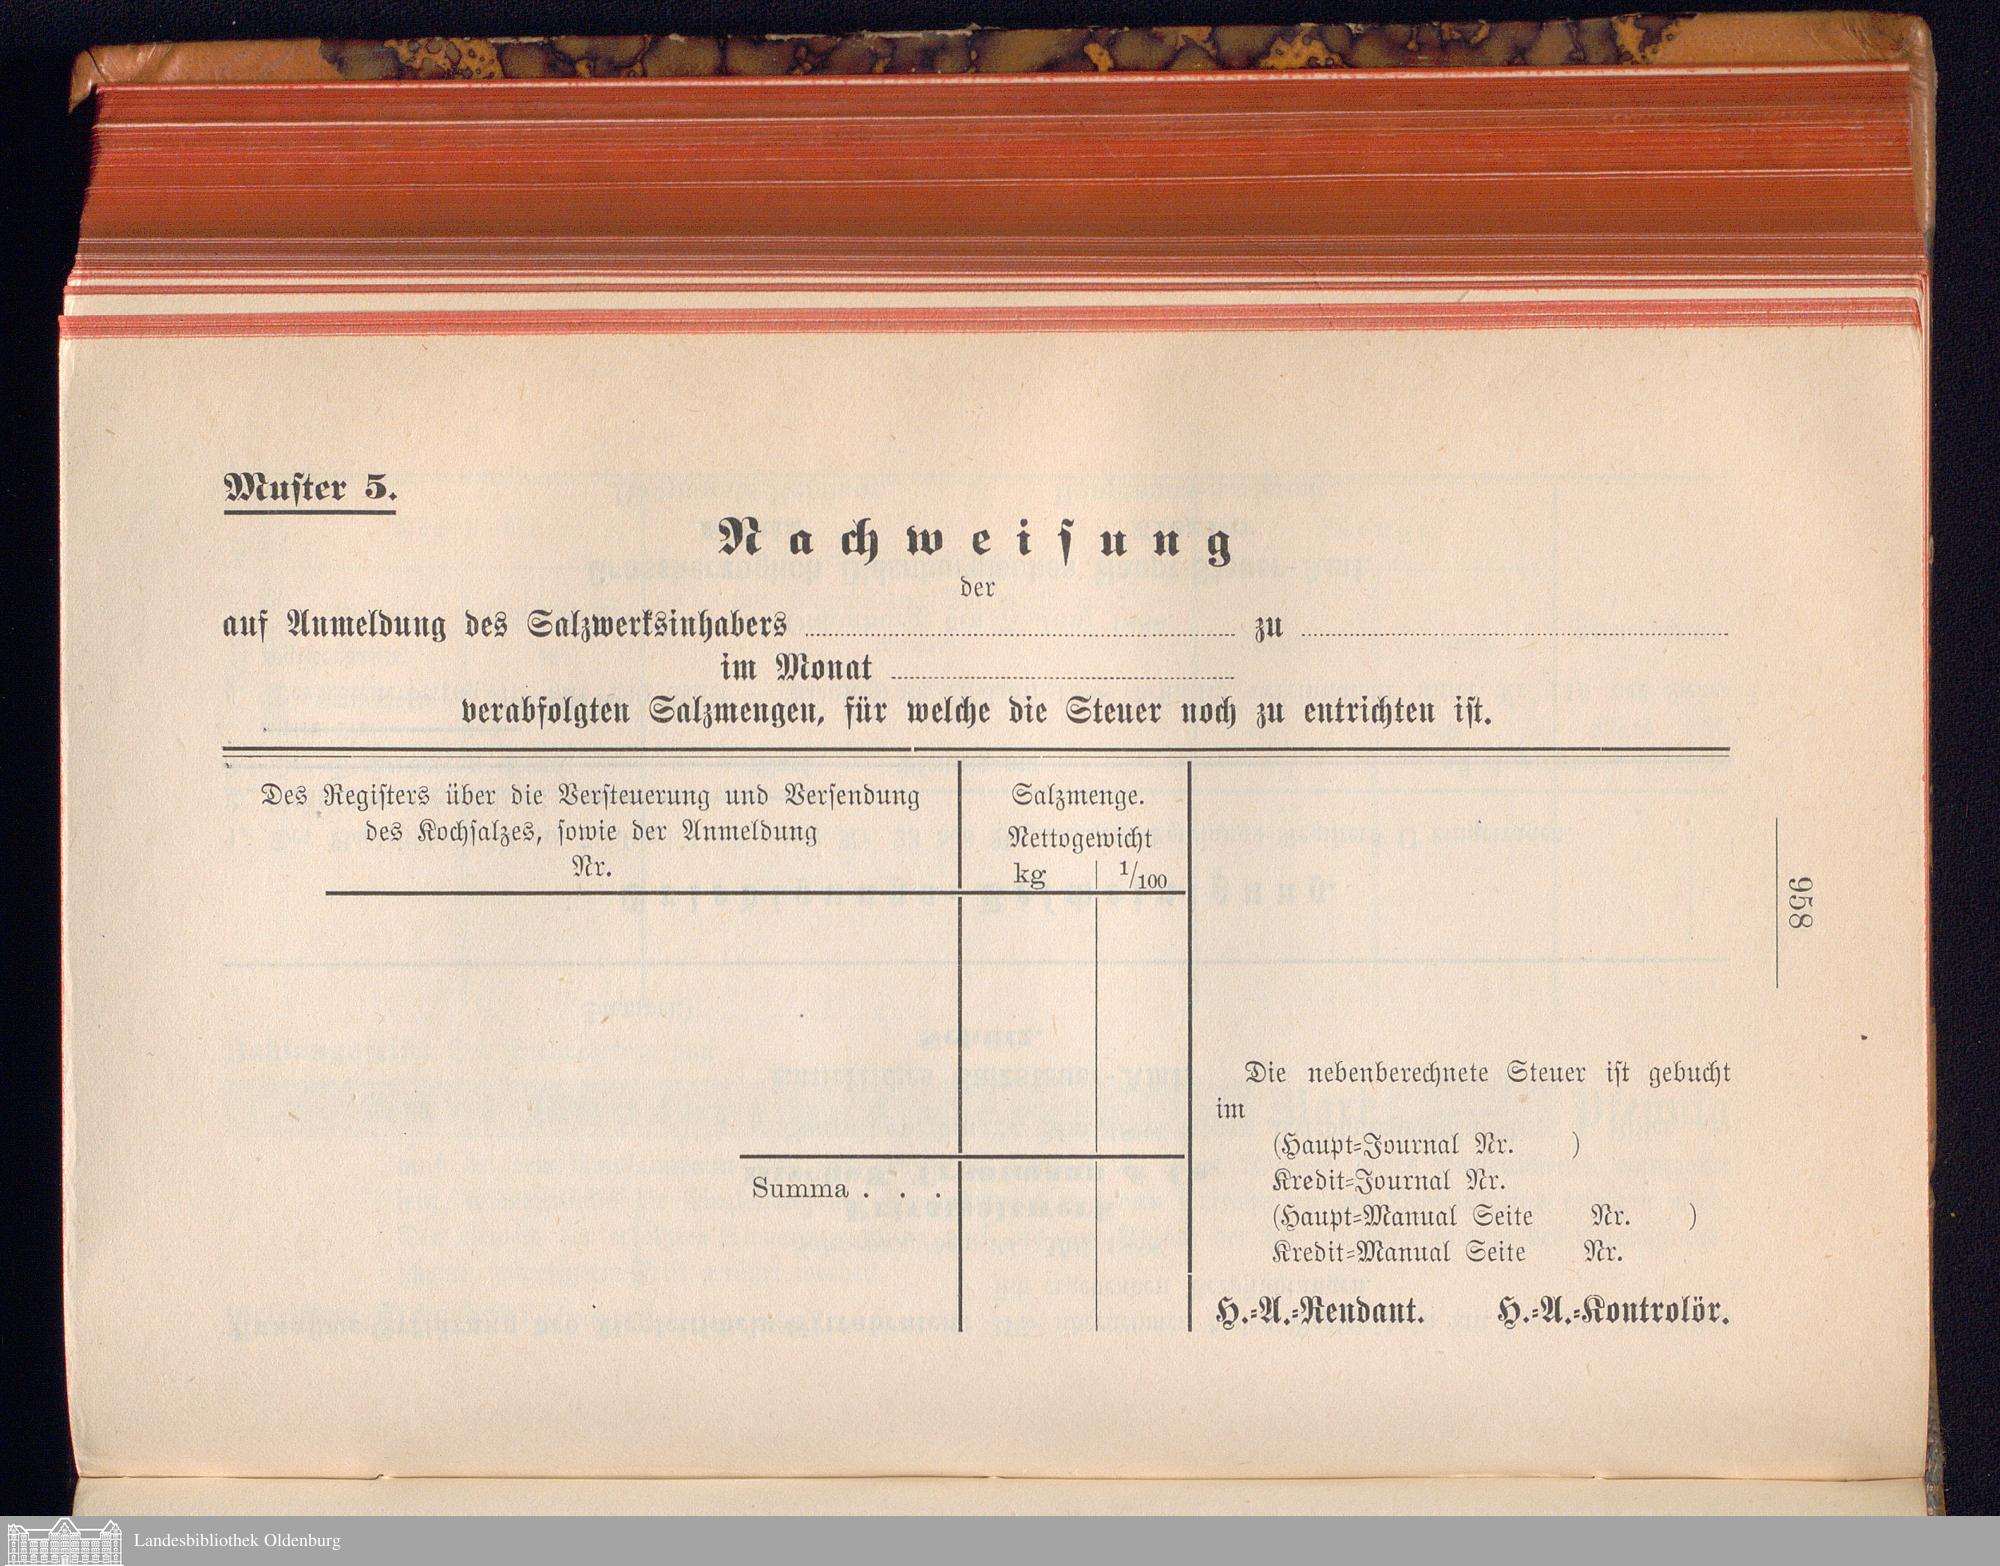 Muster 5.
Nachweisung
der
auf Anmeldung des Salzwerksinhabers zu
im Monat
verabfolgten Salzmengen, für welche die Steuer noch zu entrichten ist.
Des Registers über die Versteuerung und Versendung
des Kochsalzes, sowie der Anmeldung
Nr.
Salzmenge.
Nettogewicht
kg 1/100
Summa . . .
Die nebenberechnete Steuer ist gebucht
im
(Haupt=Journal Nr. )
Kredit=Journal Nr.
(Haupt=Manual Seite Nr. )
Kredit=Manual Seite Nr.
H.=A.=Rendant. H.=A.=Kontrolör.
958
Landesbibliothek Oldenburg